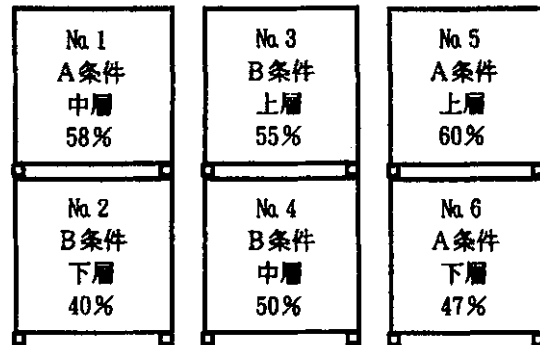 No.1
A条件
中層
58%
No.2
B条件
下層
40%
No.3
B条件
上層
55%
No.4
B条件
中層
50%
No.5
A条件
上層
60%
No.6
A条件
下層
47%